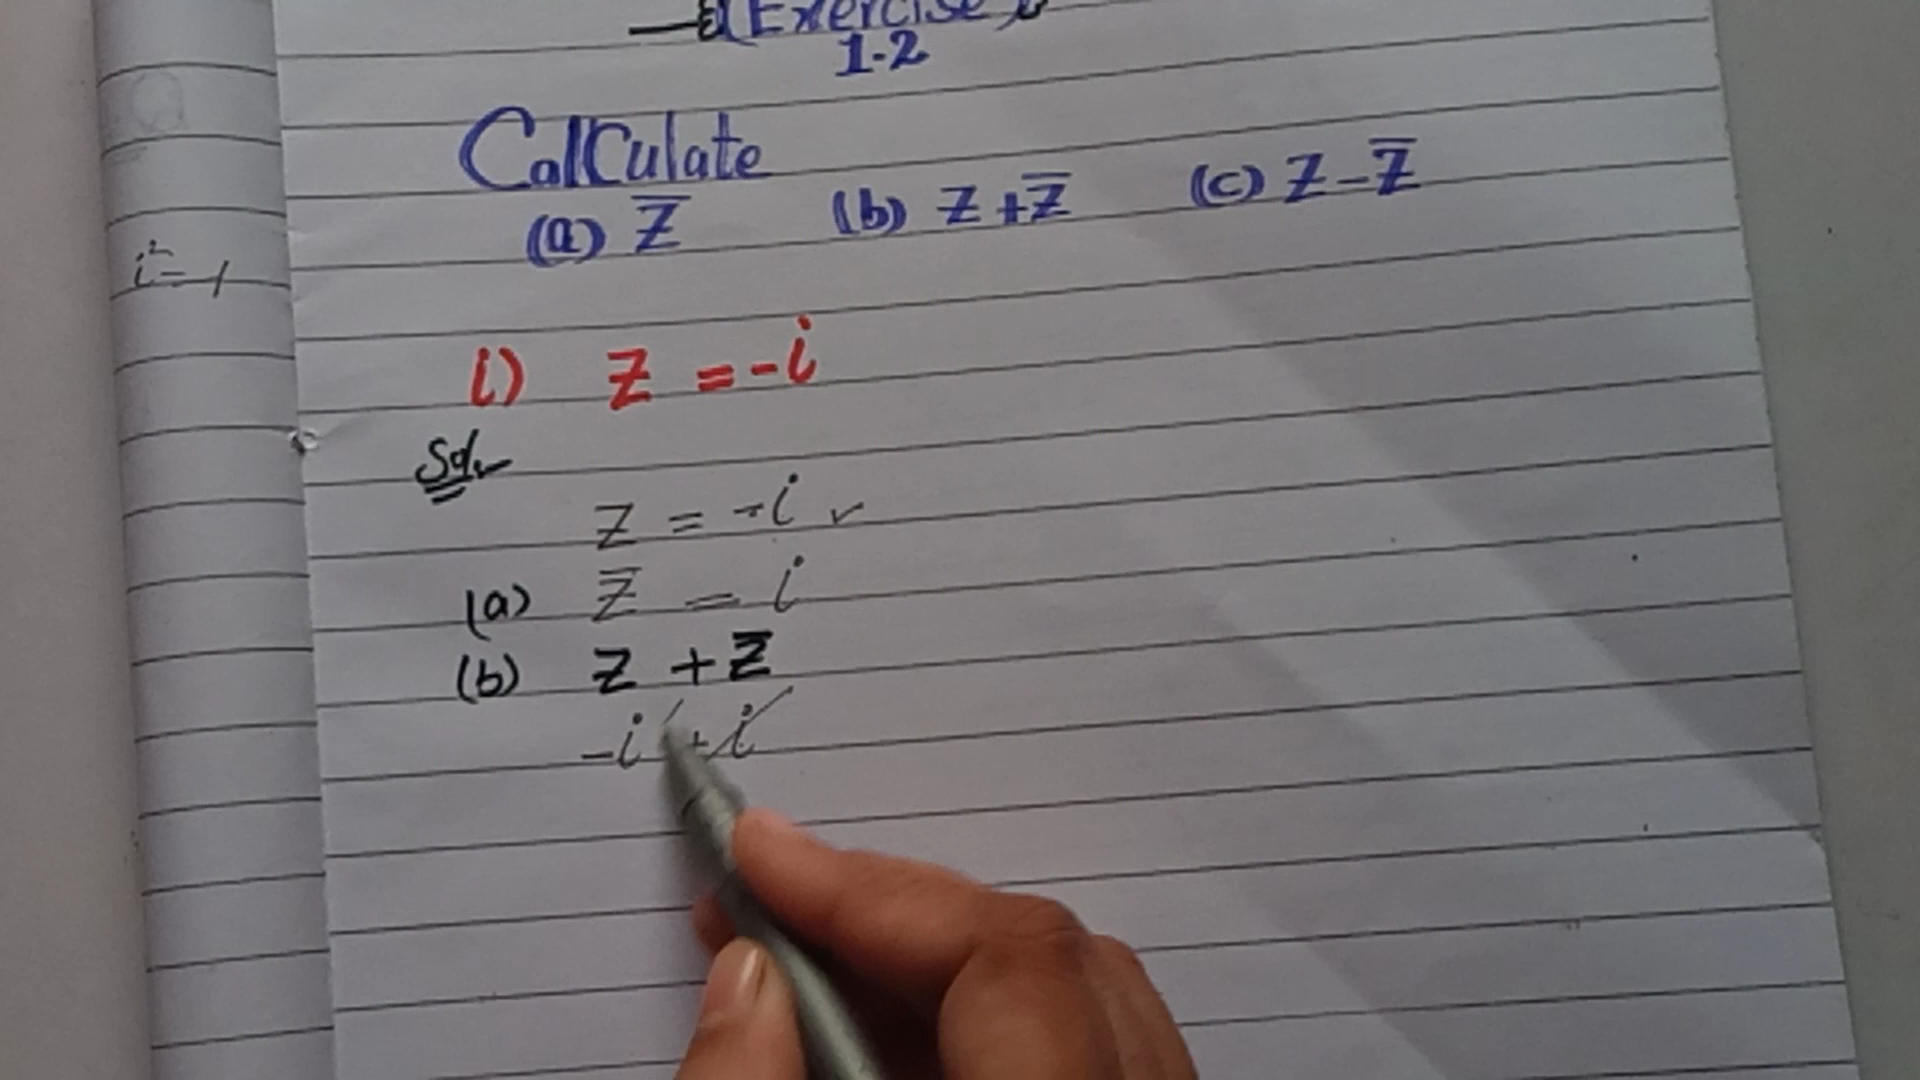 (Exercise)
1.2
Calculate
(a) z̅ (b) z + z̅ (c) z - z̅
i² = -1
i) z = -i
Sol
z = -i
(a) z̅ = i
(b) z + z̅
-i + i